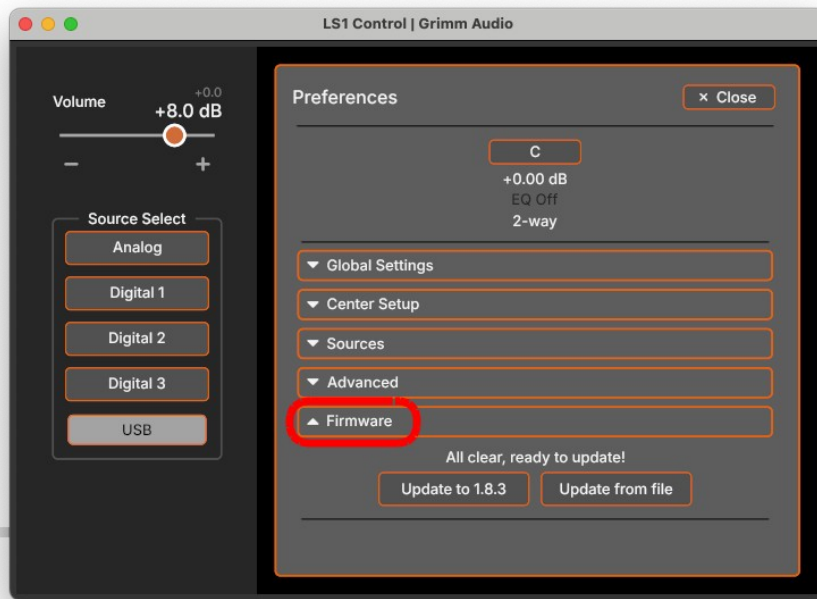 LS1 Control | Grimm Audio
Volume
+0.0
+8.0 dB
− +
Source Select
Analog
Digital 1
Digital 2
Digital 3
USB
Preferences
× Close
C
+0.00 dB
EQ Off
2-way
Global Settings
Center Setup
Sources
Advanced
Firmware
All clear, ready to update!
Update to 1.8.3 Update from file